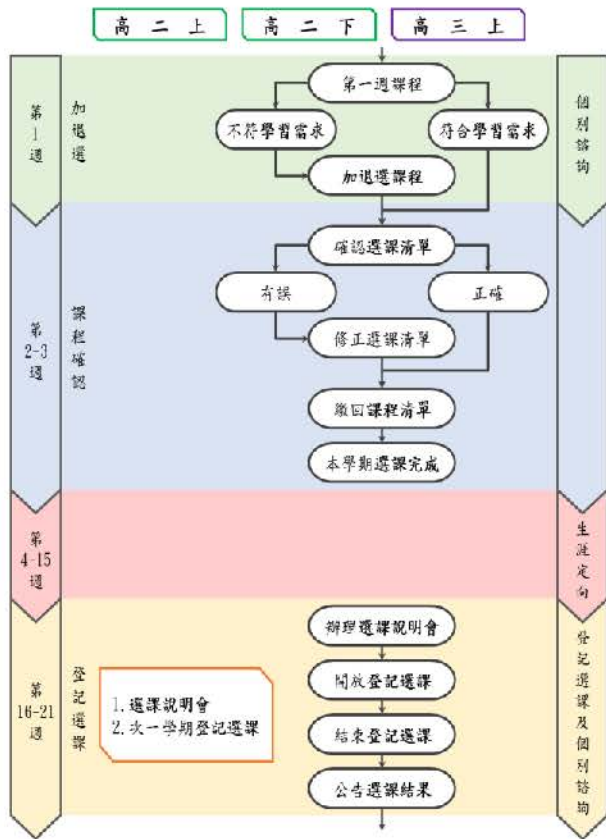 高二上
高二下
高三上
第1週
加退選
第一週課程
不符學習需求
符合學習需求
加退選課程
個別諮詢
第2-3週
課程確認
確認選課清單
有誤
正確
修正選課清單
繳回課程清單
本學期選課完成
第4-15週
生涯定向
第16-21週
登記選課
1.選課說明會
2.次一學期登記選課
辦理選課說明會
開放登記選課
結束登記選課
公告選課結果
登記選課及個別諮詢